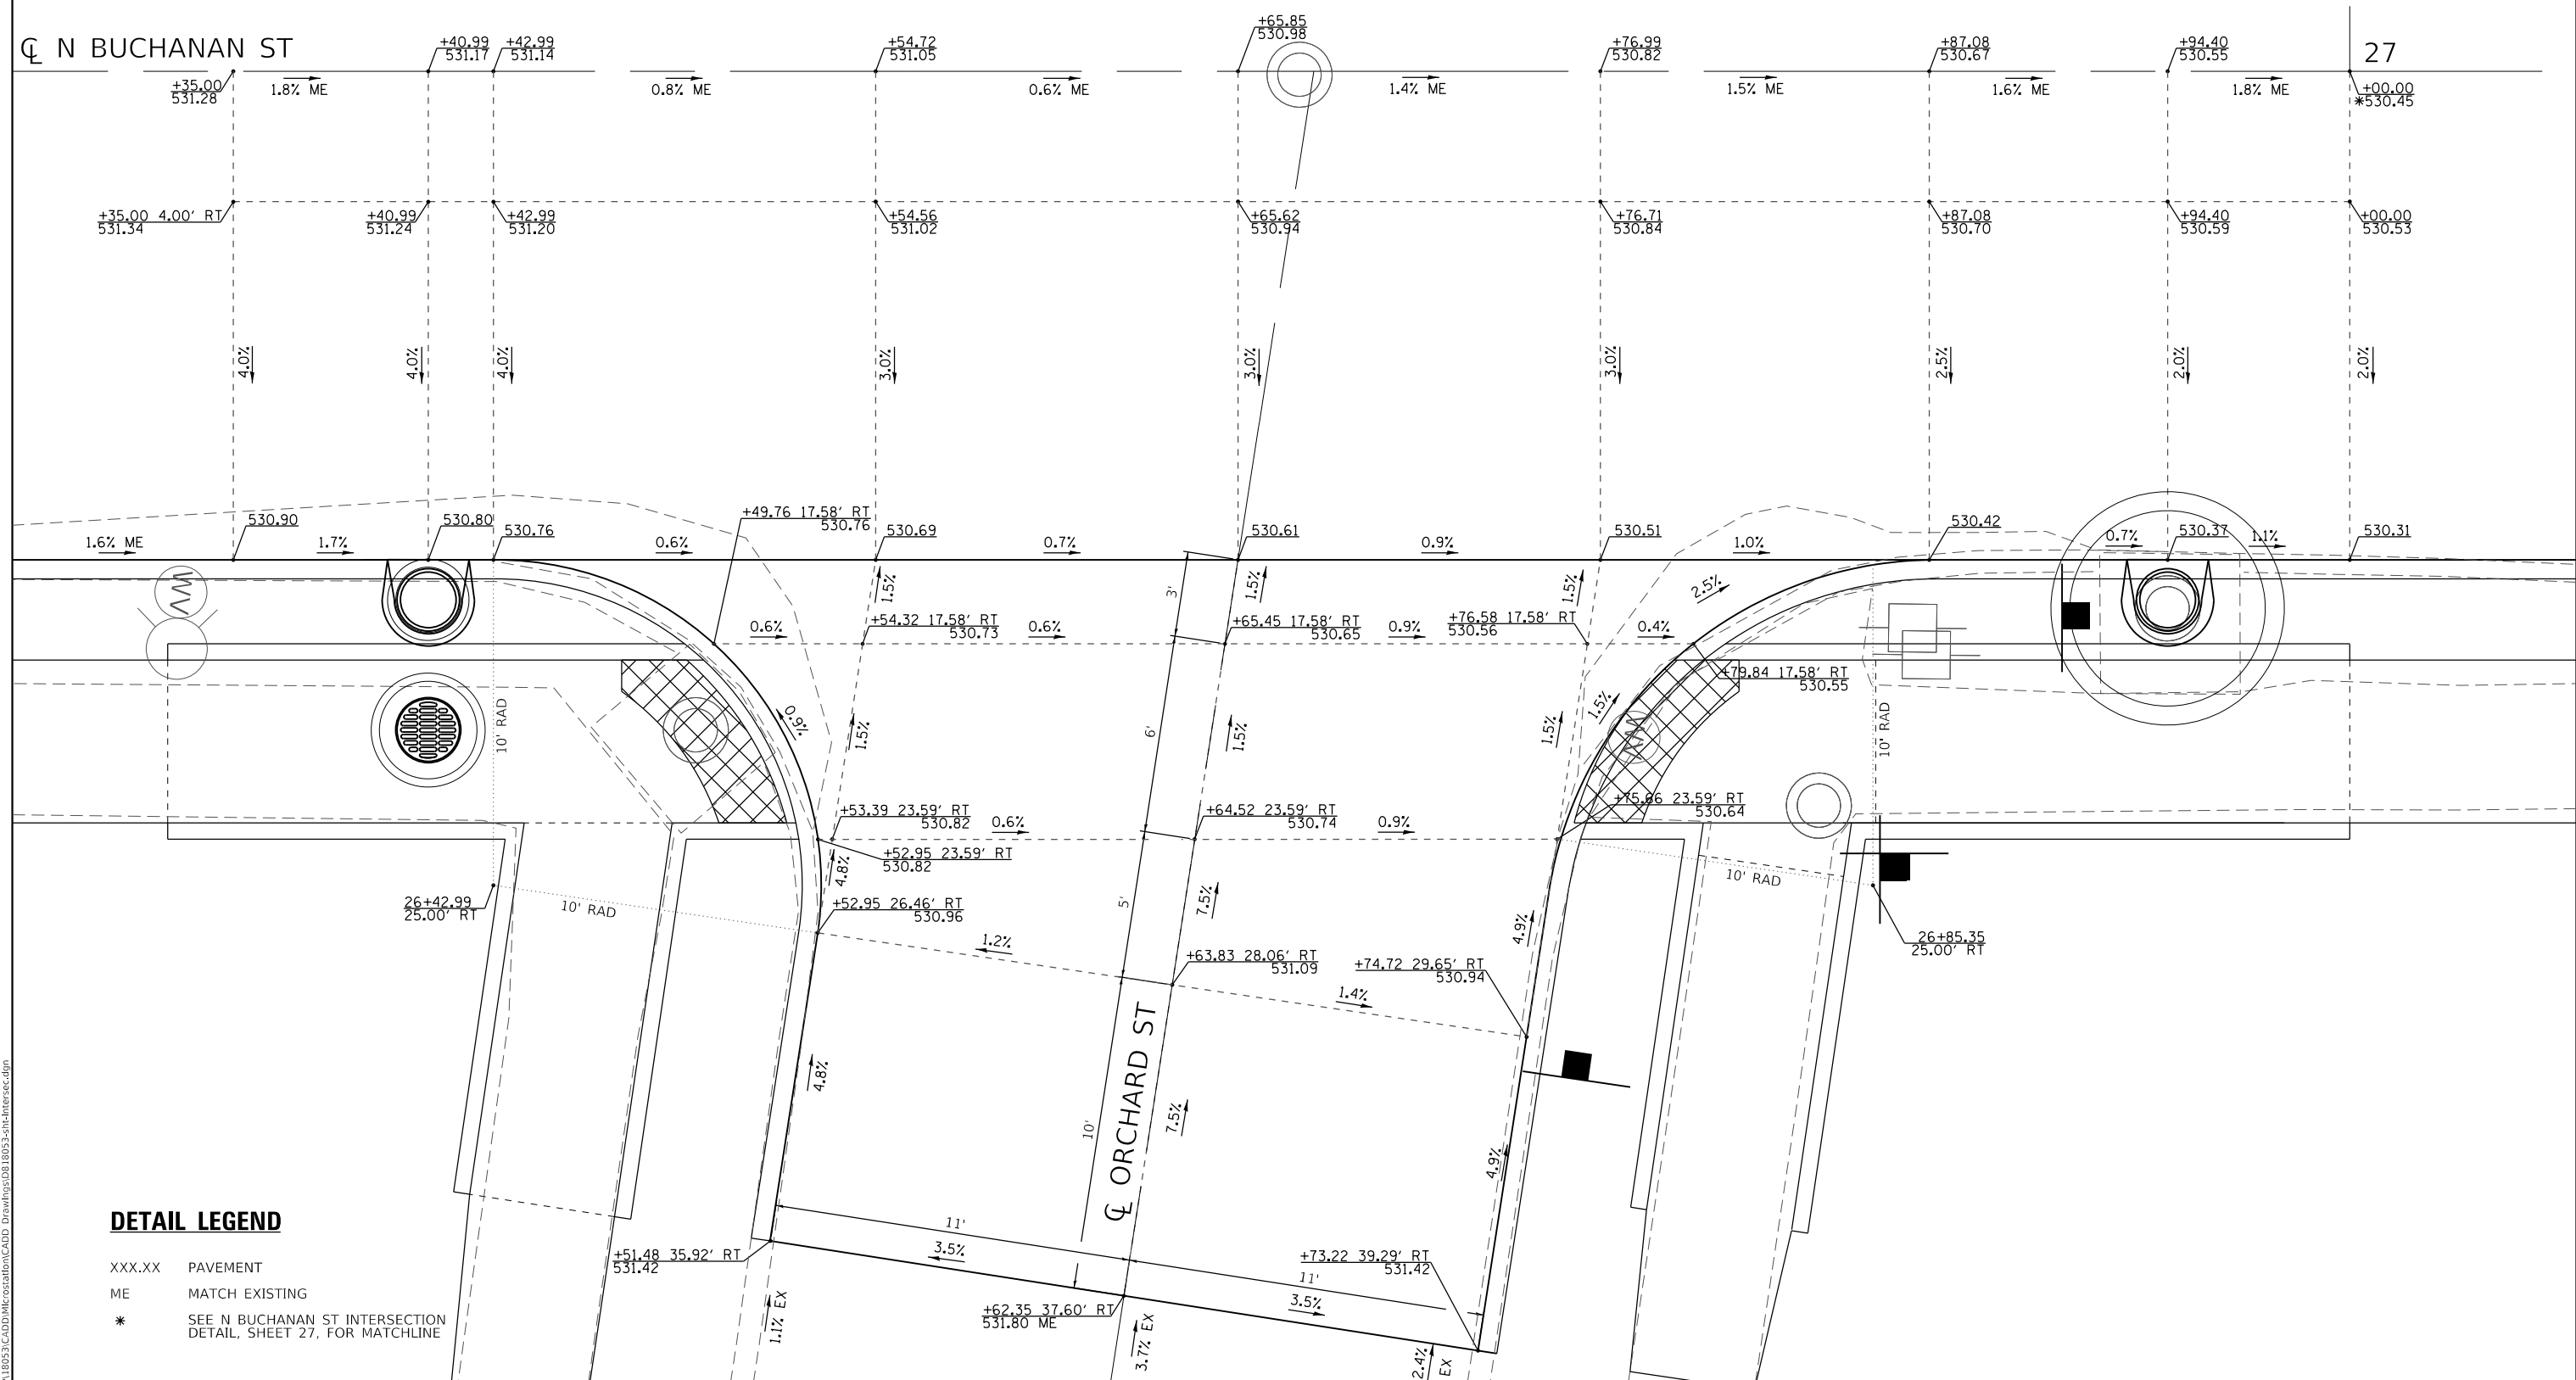 ℄ N BUCHANAN ST
+35.00
531.28
+40.99
531.17
+42.99
531.14
+54.72
531.05
+65.85
530.98
+76.99
530.82
+87.08
530.67
+94.40
530.55
27
+00.00
*530.45
1.8% ME
0.8% ME
0.6% ME
1.4% ME
1.5% ME
1.6% ME
1.8% ME
+35.00 4.00' RT
531.34
+40.99
531.24
+42.99
531.20
+54.56
531.02
+65.62
530.94
+76.71
530.84
+87.08
530.70
+94.40
530.59
+00.00
530.53
4.0%
4.0%
4.0%
3.0%
3.0%
3.0%
2.5%
2.0%
2.0%
1.6% ME
530.90
1.7%
530.80
530.76
0.6%
+49.76 17.58' RT
530.76
530.69
0.7%
530.61
0.9%
530.51
1.0%
530.42
0.7%
530.37
1.1%
530.31
WV
1.5%
3'
1.5%
1.5%
2.5%
0.6%
+54.32 17.58' RT
530.73
0.6%
+65.45 17.58' RT
530.65
0.9%
+76.58 17.58' RT
530.56
0.4%
+79.84 17.58' RT
530.55
10' RAD
0.9%
1.5%
6'
1.5%
1.5%
1.5%
WV
10' RAD
+53.39 23.59' RT
530.82
0.6%
+64.52 23.59' RT
530.74
0.9%
+75.66 23.59' RT
530.64
+52.95 23.59' RT
530.82
4.8%
10' RAD
26+42.99
25.00' RT
10' RAD
+52.95 26.46' RT
530.96
5'
7.5%
4.9%
26+85.35
25.00' RT
1.2%
+63.83 28.06' RT
531.09
+74.72 29.65' RT
530.94
1.4%
4.8%
10'
℄ ORCHARD ST
7.5%
4.9%
11'
3.5%
11'
3.5%
+51.48 35.92' RT
531.42
+73.22 39.29' RT
531.42
+62.35 37.60' RT
531.80 ME
1.1% EX
3.7% EX
2.4%
EX
DETAIL LEGEND
XXX.XX PAVEMENT
ME MATCH EXISTING
* SEE N BUCHANAN ST INTERSECTION
DETAIL, SHEET 27, FOR MATCHLINE